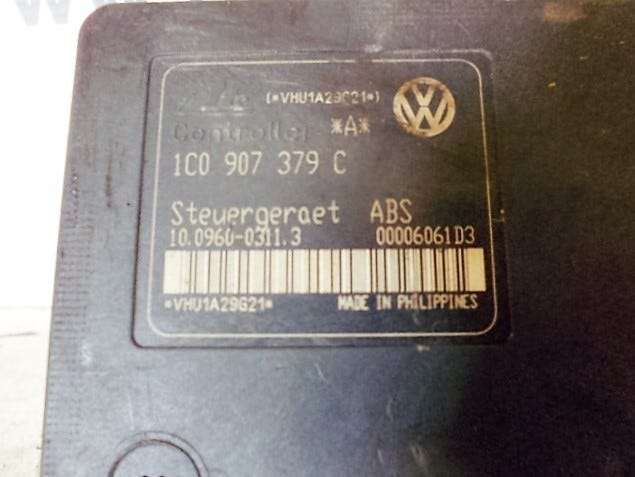 (*VHU1A29G21*)
Controller *A*
1C0 907 379 C
Steuergeraet ABS
10.0960-0311.3 00006061D3
*VHU1A29G21* MADE IN PHILIPPINES